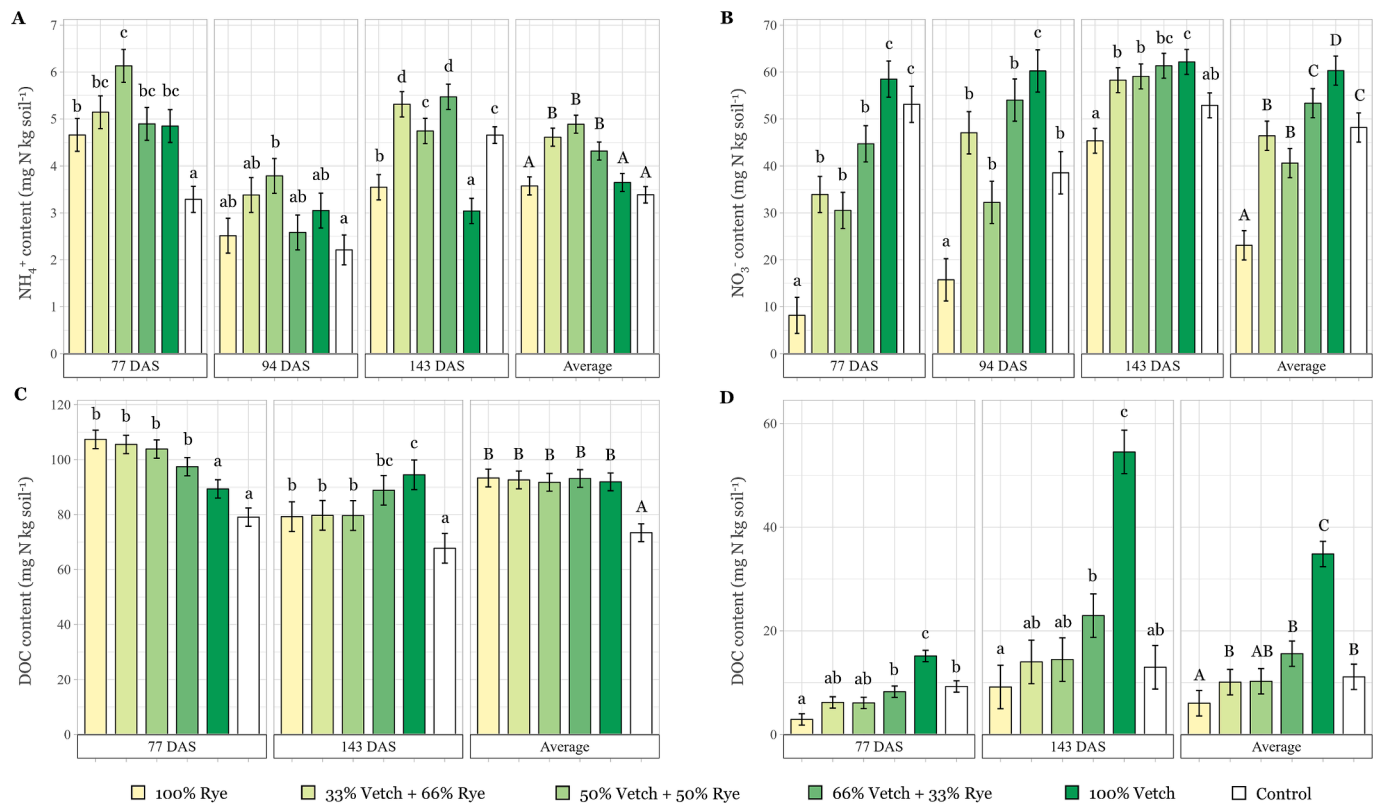 A
NH₄⁺ content (mg N kg soil⁻¹)
7
6
5
4
3
2
1
0
b bc c bc bc a
ab ab b ab ab a
b d c d a c
A B B B A A
77 DAS 94 DAS 143 DAS Average
B
NO₃⁻ content (mg N kg soil⁻¹)
70
60
50
40
30
20
10
0
a b b b c c
a b b b c b
a b b bc c ab
A B B C D C
77 DAS 94 DAS 143 DAS Average
C
DOC content (mg N kg soil⁻¹)
120
100
80
60
40
20
0
b b b b a a
b b b bc c a
B B B B B A
77 DAS 143 DAS Average
D
DOC content (mg N kg soil⁻¹)
60
40
20
0
a ab ab b c b
a ab ab b c ab
A B AB B C B
77 DAS 143 DAS Average
100% Rye 33% Vetch + 66% Rye 50% Vetch + 50% Rye 66% Vetch + 33% Rye 100% Vetch Control